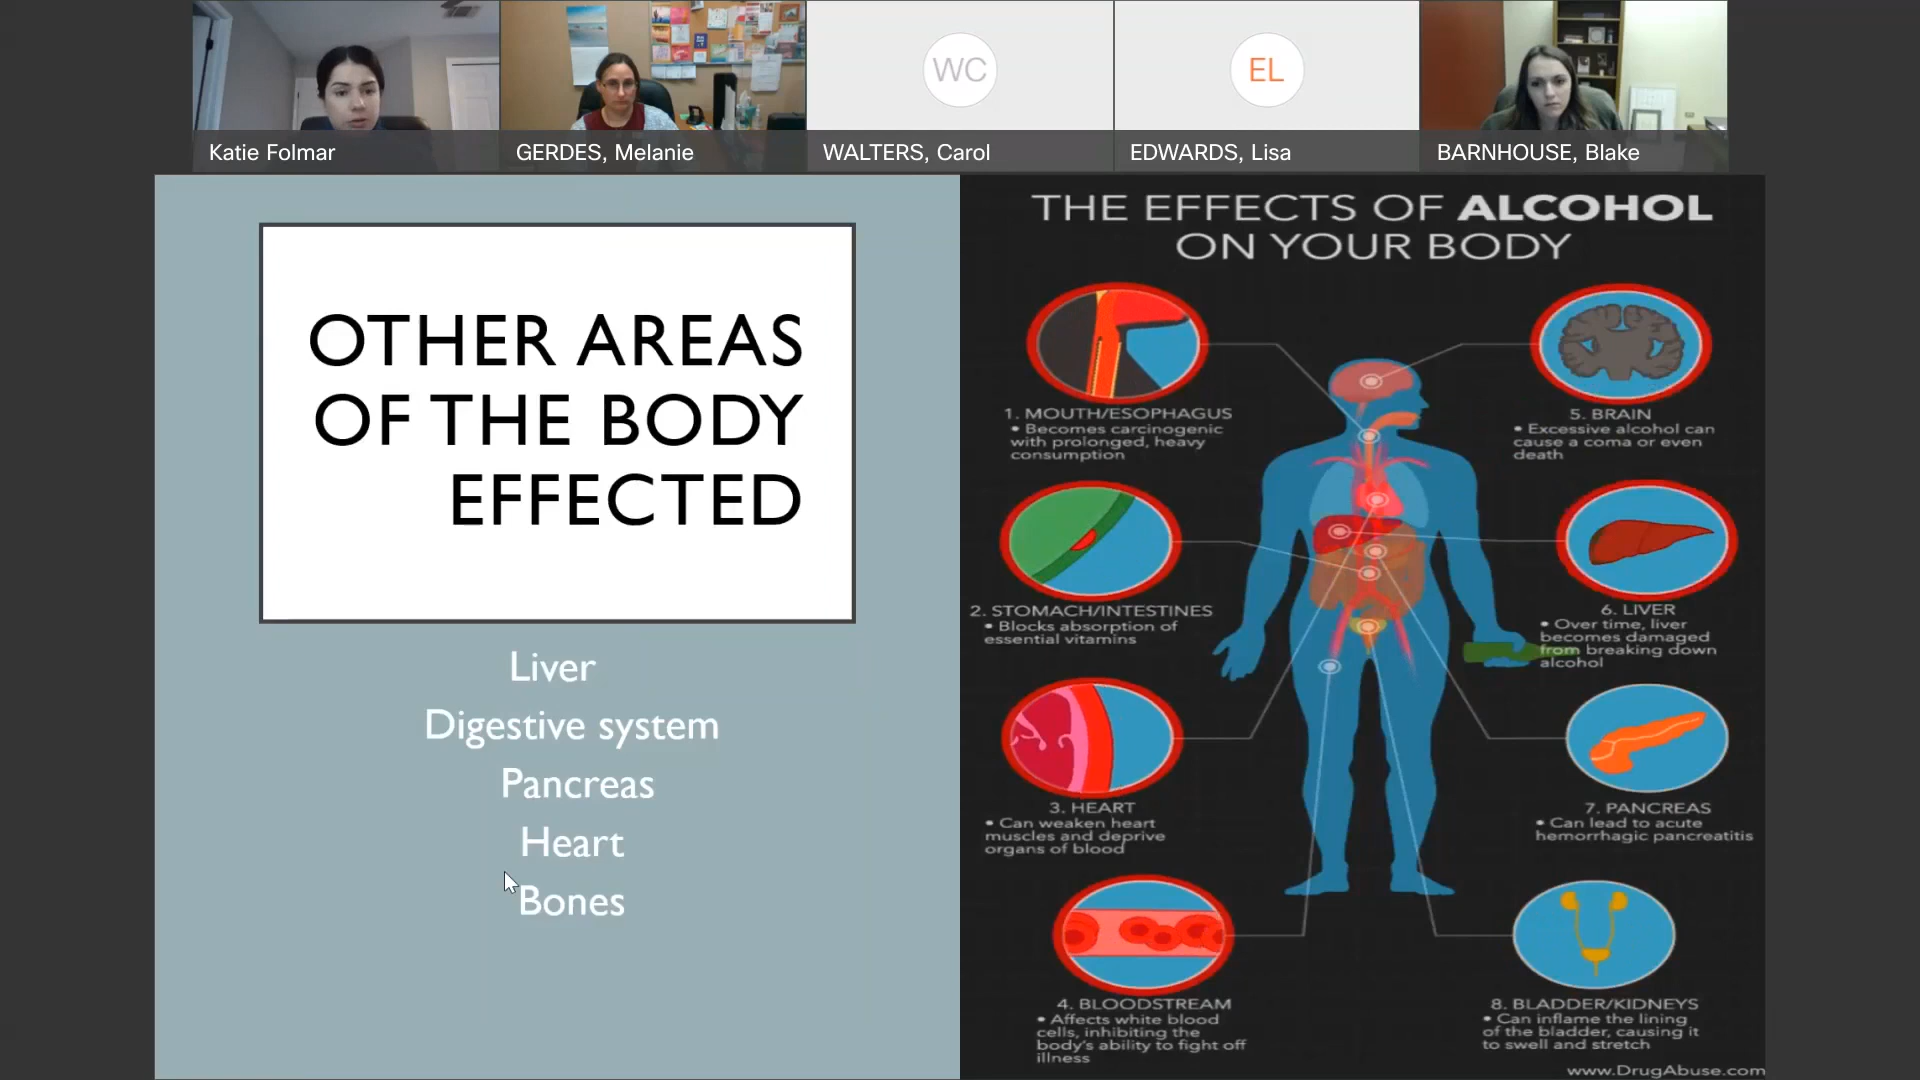 WC
EL
Katie Folmar
GERDES, Melanie
WALTERS, Carol
EDWARDS, Lisa
BARNHOUSE, Blake
OTHER AREAS
OF THE BODY
EFFECTED
Liver
Digestive system
Pancreas
Heart
Bones
THE EFFECTS OF ALCOHOL
ON YOUR BODY
1. MOUTH/ESOPHAGUS
• Becomes carcinogenic
with prolonged, heavy
consumption
2. STOMACH/INTESTINES
• Blocks absorption of
essential vitamins
3. HEART
• Can weaken heart
muscles and deprive
organs of blood
4. BLOODSTREAM
• Affects white blood
cells, inhibiting the
body's ability to fight off
illness
5. BRAIN
• Excessive alcohol can
cause a coma or even
death
6. LIVER
• Over time, liver
becomes damaged
from breaking down
alcohol
7. PANCREAS
• Can lead to acute
hemorrhagic pancreatitis
8. BLADDER/KIDNEYS
• Can inflame the lining
of the bladder, causing it
to swell and stretch
www.DrugAbuse.com